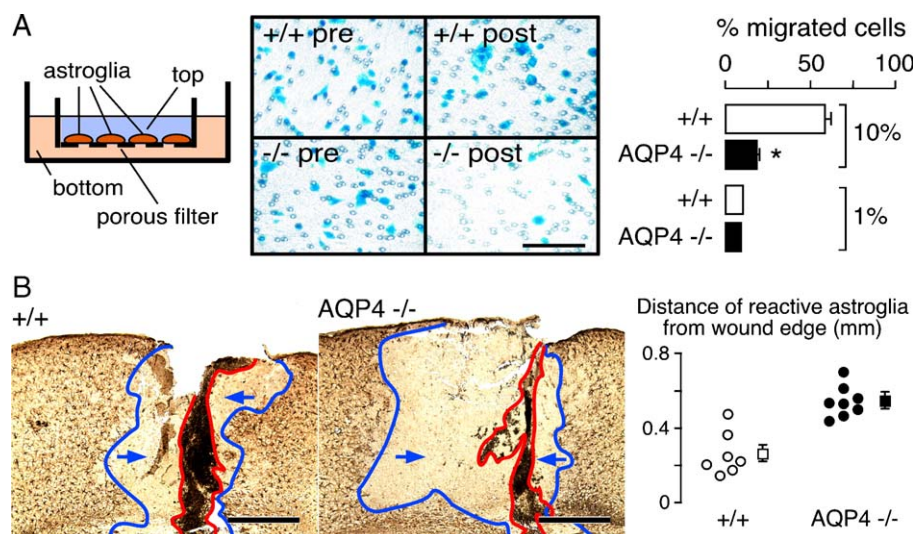 A
astroglia
top
bottom
porous filter
+/+ pre
+/+ post
-/- pre
-/- post
% migrated cells
0 50 100
+/+
AQP4 -/-
*
10%
+/+
AQP4 -/-
1%
B
+/+
AQP4 -/-
Distance of reactive astroglia
from wound edge (mm)
0.8
0.4
0
+/+
AQP4 -/-